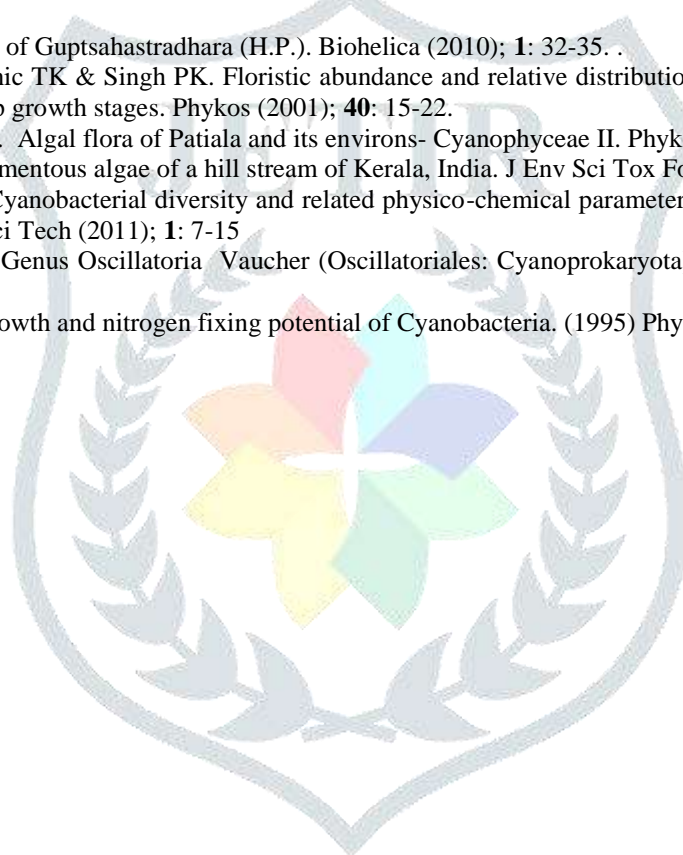 of Guptsahastradhara (H.P.). Biohelica (2010); 1: 32-35. .
nic TK & Singh PK. Floristic abundance and relative distributio
p growth stages. Phykos (2001); 40: 15-22.
. Algal flora of Patiala and its environs- Cyanophyceae II. Phyk
mentous algae of a hill stream of Kerala, India. J Env Sci Tox Fo
Cyanobacterial diversity and related physico-chemical parameter
ci Tech (2011); 1: 7-15
Genus Oscillatoria Vaucher (Oscillatoriales: Cyanoprokaryota
owth and nitrogen fixing potential of Cyanobacteria. (1995) Phy
JETIR